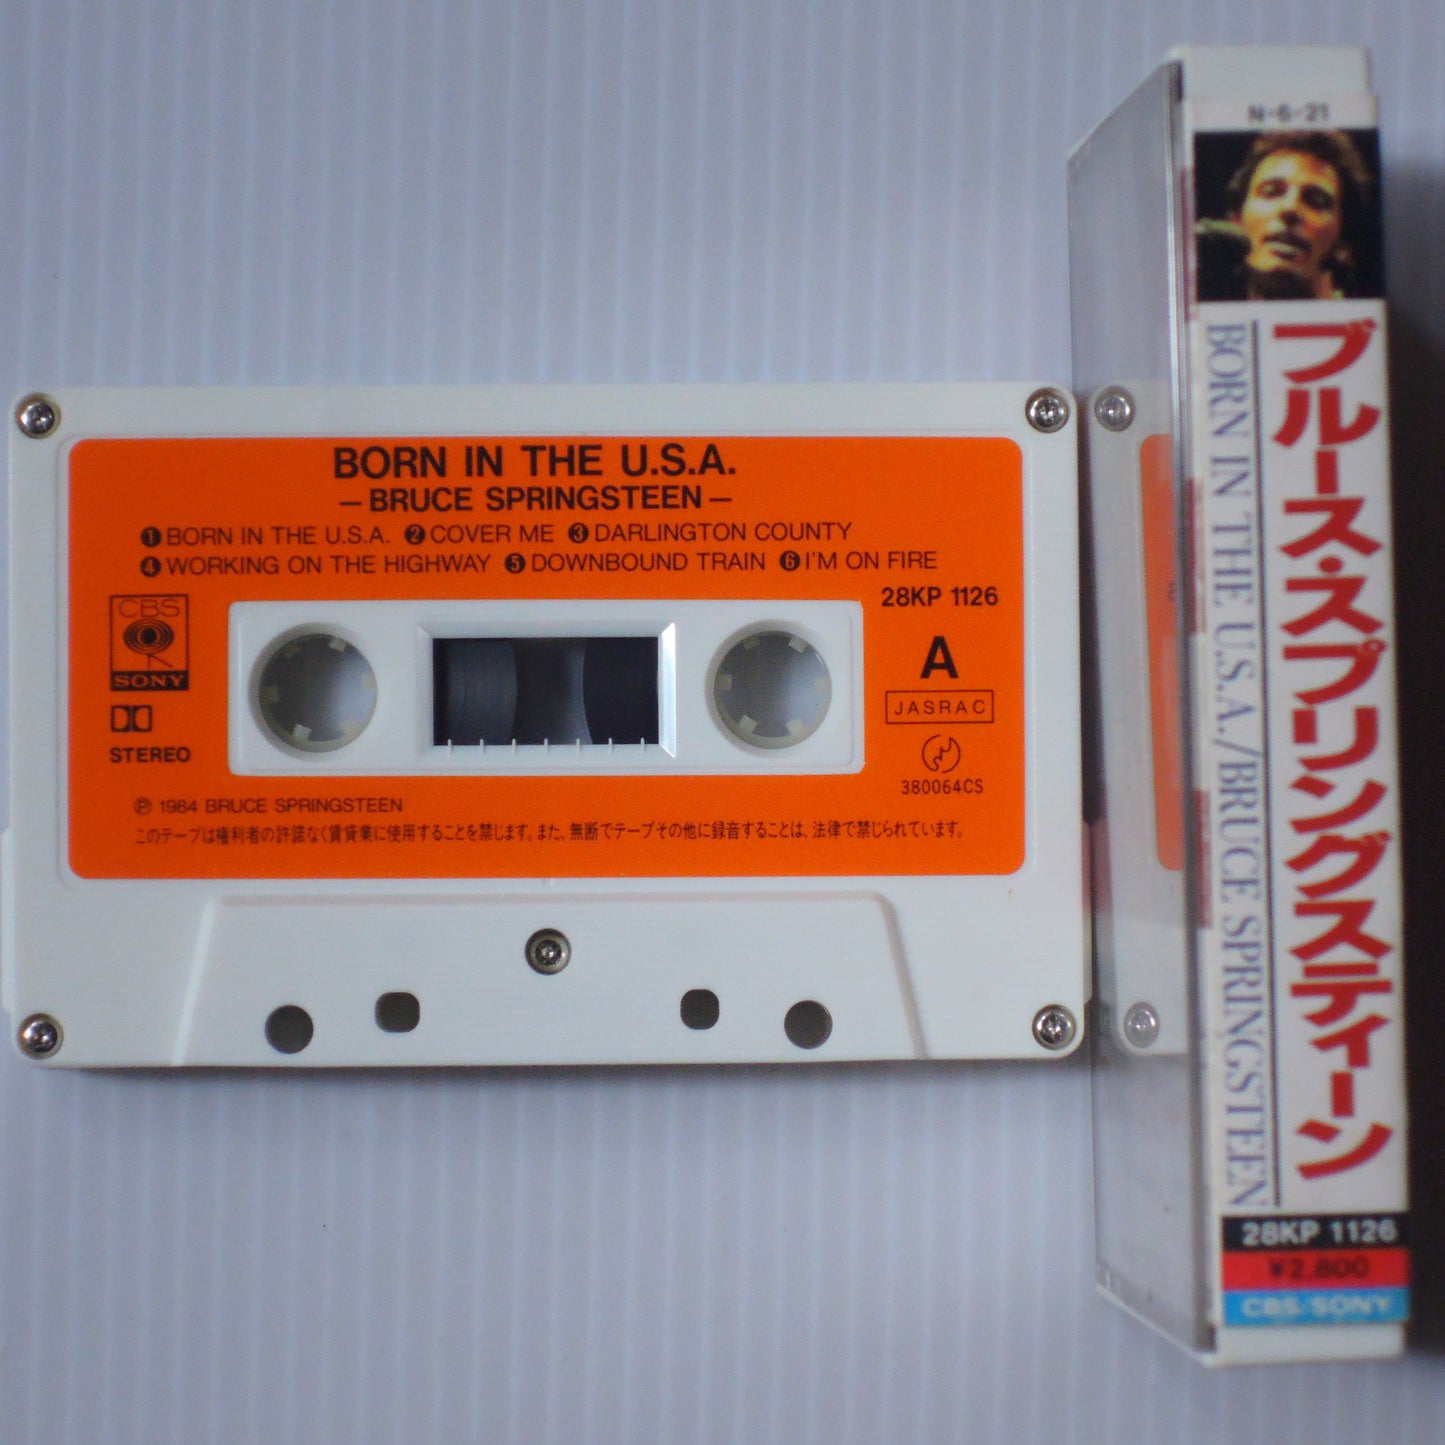 BORN IN THE U.S.A.
—BRUCE SPRINGSTEEN—
❶BORN IN THE U.S.A. ❷COVER ME ❸DARLINGTON COUNTY
❹WORKING ON THE HIGHWAY ❺DOWNBOUND TRAIN ❻I'M ON FIRE
28KP 1126
CBS
SONY
A
JASRAC
STEREO
380064CS
Ⓟ 1984 BRUCE SPRINGSTEEN
このテープは権利者の許諾なく賃貸業に使用することを禁じます。また、無断でテープその他に録音することは、法律で禁じられています。
N-6-21
ブルース・スプリングスティーン
BORN IN THE U.S.A./BRUCE SPRINGSTEEN
28KP 1126
¥2,800
CBS/SONY